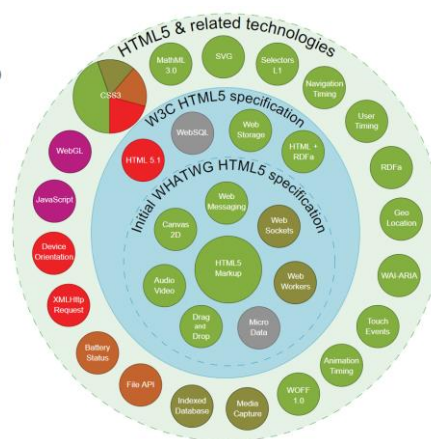 HTML5 & related technologies
MathML
3.0
SVG
Selectors
L1
Navigation
Timing
User
Timing
RDFa
Geo
Location
WAI-ARIA
Touch
Events
Animation
Timing
WOFF
1.0
Media
Capture
Indexed
Database
File API
Battery
Status
XMLHttp
Request
Device
Orientation
JavaScript
WebGL
CSS3
W3C HTML5 specification
HTML 5.1
WebSQL
Web
Storage
HTML +
RDFa
Initial WHATWG HTML5 specification
Web
Messaging
Canvas
2D
Web
Sockets
HTML5
Markup
Audio
Video
Web
Workers
Drag
and
Drop
Micro
Data